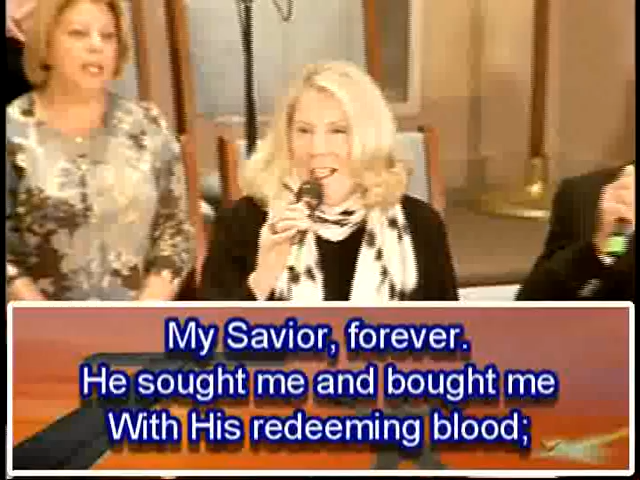 My Savior, forever.
He sought me and bought me
With His redeeming blood;